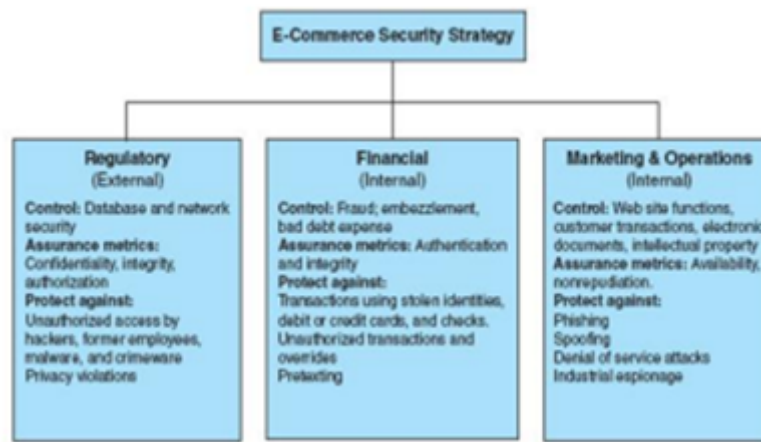 E-Commerce Security Strategy
Regulatory
(External)
Control: Database and network
security
Assurance metrics:
Confidentiality, integrity,
authorization
Protect against:
Unauthorized access by
hackers, former employees,
malware, and crimeware
Privacy violations
Financial
(Internal)
Control: Fraud; embezzlement,
bad debt expense
Assurance metrics: Authentication
and integrity
Protect against:
Transactions using stolen identities,
debit or credit cards, and checks.
Unauthorized transactions and
overrides
Pretexting
Marketing & Operations
(Internal)
Control: Web site functions,
customer transactions, electronic
documents, intellectual property
Assurance metrics: Availability,
nonrepudiation.
Protect against:
Phishing
Spoofing
Denial of service attacks
Industrial espionage